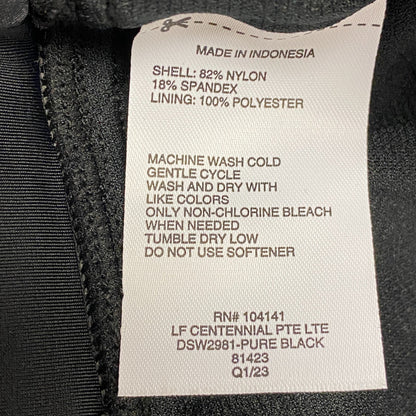 MADE IN INDONESIA
SHELL: 82% NYLON
18% SPANDEX
LINING: 100% POLYESTER
MACHINE WASH COLD
GENTLE CYCLE
WASH AND DRY WITH
LIKE COLORS
ONLY NON-CHLORINE BLEACH
WHEN NEEDED
TUMBLE DRY LOW
DO NOT USE SOFTENER
RN# 104141
LF CENTENNIAL PTE LTE
DSW2981-PURE BLACK
81423
Q1/23